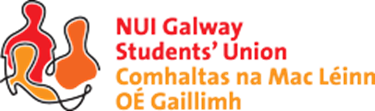 NUI Galway
Students' Union
Comhaltas na Mac Léinn
OÉ Gaillimh